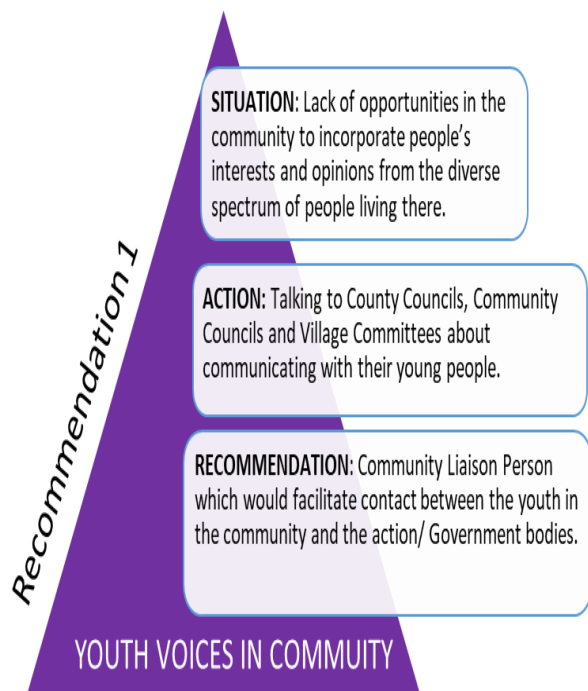 Recommendation 1
SITUATION: Lack of opportunities in the
community to incorporate people's
interests and opinions from the diverse
spectrum of people living there.
ACTION: Talking to County Councils, Community
Councils and Village Committees about
communicating with their young people.
RECOMMENDATION: Community Liaison Person
which would facilitate contact between the youth in
the community and the action/ Government bodies.
YOUTH VOICES IN COMMUITY